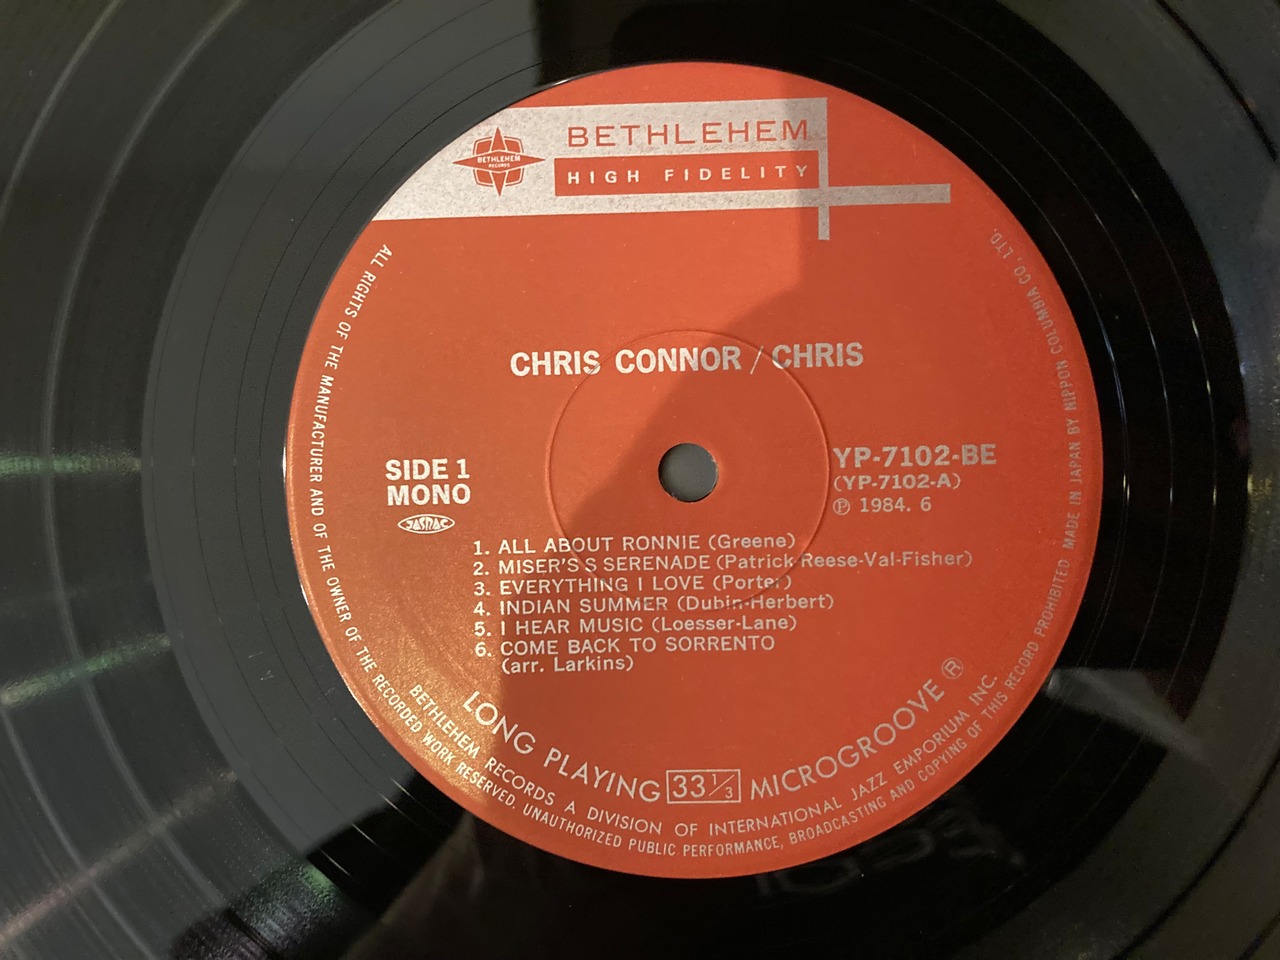 BETHLEHEM
RECORDS
BETHLEHEM
HIGH FIDELITY
CHRIS CONNOR / CHRIS
SIDE 1
MONO
JASRAC
YP-7102-BE
(YP-7102-A)
Ⓟ 1984. 6
1. ALL ABOUT RONNIE (Greene)
2. MISER'S S SERENADE (Patrick Reese-Val-Fisher)
3. EVERYTHING I LOVE (Porter)
4. INDIAN SUMMER (Dubin-Herbert)
5. I HEAR MUSIC (Loesser-Lane)
6. COME BACK TO SORRENTO
(arr. Larkins)
LONG PLAYING 33 1/3 MICROGROOVE ®
BETHLEHEM RECORDS A DIVISION OF INTERNATIONAL JAZZ EMPORIUM INC.
ALL RIGHTS OF THE MANUFACTURER AND OF THE OWNER OF THE RECORDED WORK RESERVED. UNAUTHORIZED PUBLIC PERFORMANCE, BROADCASTING AND COPYING OF THIS RECORD PROHIBITED MADE IN JAPAN BY NIPPON COLUMBIA CO., LTD.